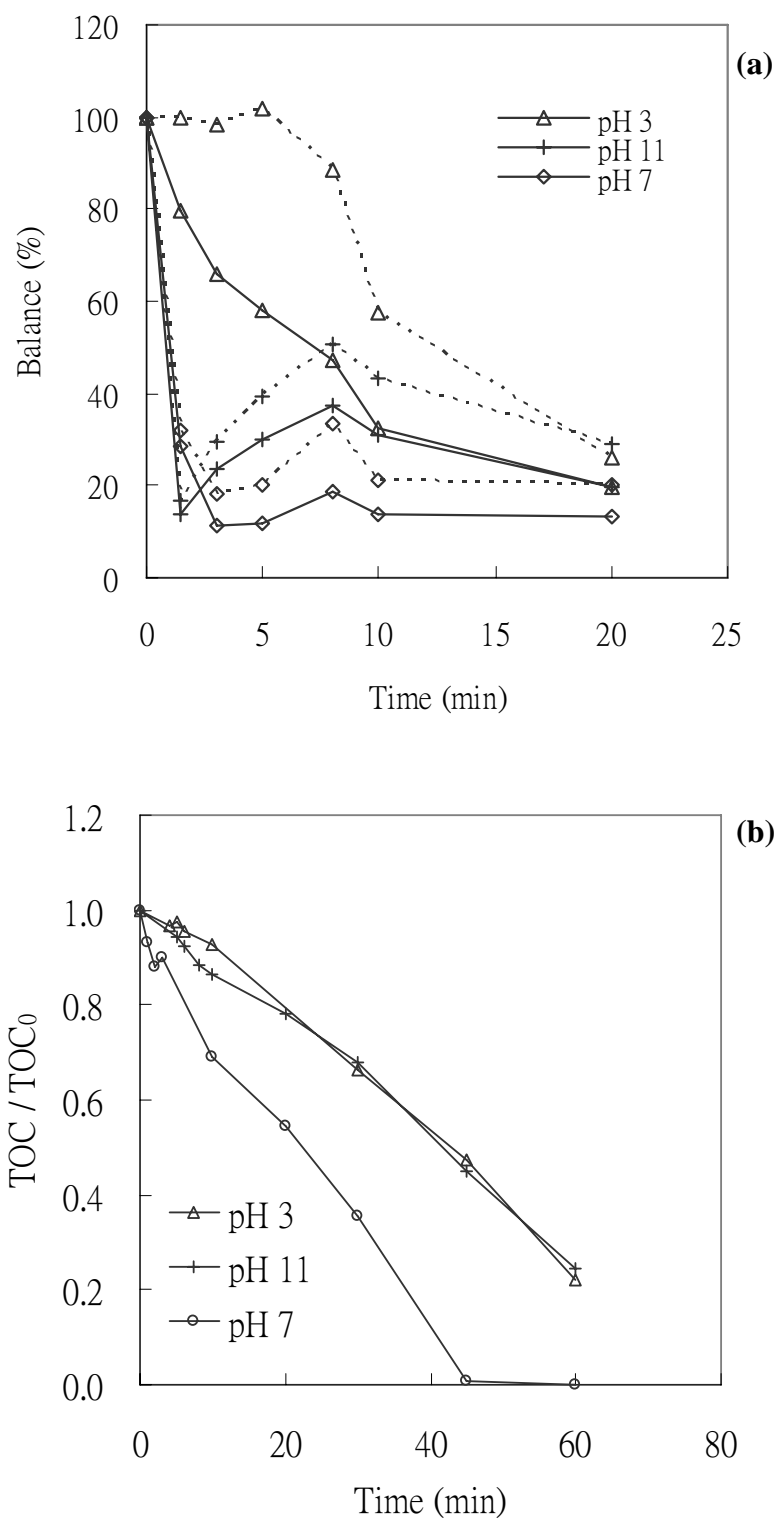 120
(a)
100
pH 3
pH 11
pH 7
80
Balance (%)
60
40
20
0
0 5 10 15 20 25
Time (min)
1.2
(b)
1.0
0.8
TOC / TOC₀
0.6
0.4
pH 3
pH 11
0.2
pH 7
0.0
0 20 40 60 80
Time (min)